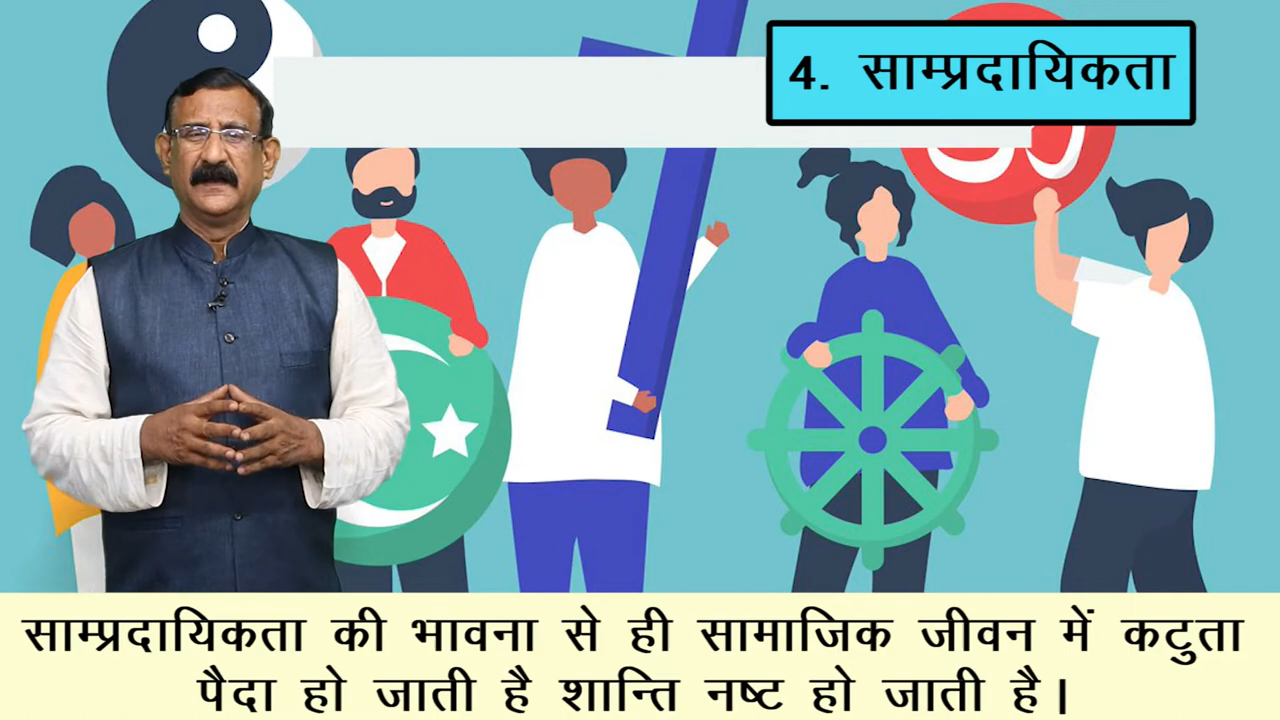 4. साम्प्रदायिकता
साम्प्रदायिकता की भावना से ही सामाजिक जीवन में कटुता
पैदा हो जाती है शान्ति नष्ट हो जाती है।